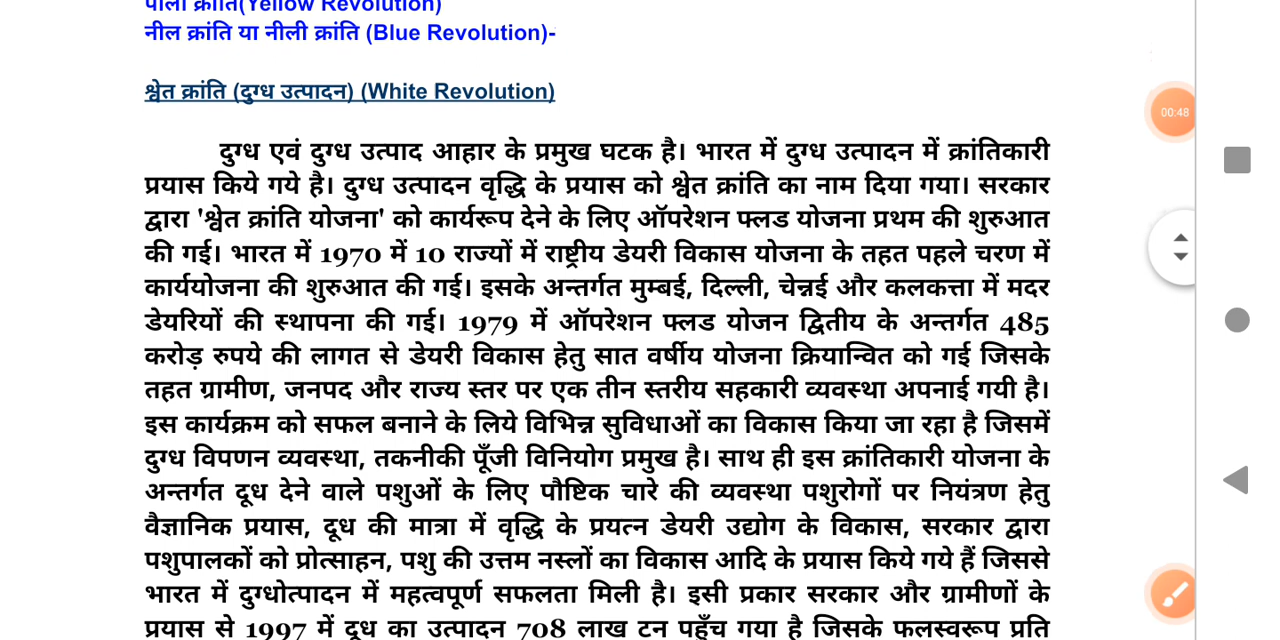 पीली क्रांति(Yellow Revolution)
नील क्रांति या नीली क्रांति (Blue Revolution)-
श्वेत क्रांति (दुग्ध उत्पादन) (White Revolution)
दुग्ध एवं दुग्ध उत्पाद आहार के प्रमुख घटक है। भारत में दुग्ध उत्पादन में क्रांतिकारी
प्रयास किये गये है। दुग्ध उत्पादन वृद्धि के प्रयास को श्वेत क्रांति का नाम दिया गया। सरकार
द्वारा 'श्वेत क्रांति योजना' को कार्यरूप देने के लिए ऑपरेशन फ्लड योजना प्रथम की शुरुआत
की गई। भारत में 1970 में 10 राज्यों में राष्ट्रीय डेयरी विकास योजना के तहत पहले चरण में
कार्ययोजना की शुरुआत की गई। इसके अन्तर्गत मुम्बई, दिल्ली, चेन्नई और कलकत्ता में मदर
डेयरियों की स्थापना की गई। 1979 में ऑपरेशन फ्लड योजन द्वितीय के अन्तर्गत 485
करोड़ रुपये की लागत से डेयरी विकास हेतु सात वर्षीय योजना क्रियान्वित को गई जिसके
तहत ग्रामीण, जनपद और राज्य स्तर पर एक तीन स्तरीय सहकारी व्यवस्था अपनाई गयी है।
इस कार्यक्रम को सफल बनाने के लिये विभिन्न सुविधाओं का विकास किया जा रहा है जिसमें
दुग्ध विपणन व्यवस्था, तकनीकी पूँजी विनियोग प्रमुख है। साथ ही इस क्रांतिकारी योजना के
अन्तर्गत दूध देने वाले पशुओं के लिए पौष्टिक चारे की व्यवस्था पशुरोगों पर नियंत्रण हेतु
वैज्ञानिक प्रयास, दूध की मात्रा में वृद्धि के प्रयत्न डेयरी उद्योग के विकास, सरकार द्वारा
पशुपालकों को प्रोत्साहन, पशु की उत्तम नस्लों का विकास आदि के प्रयास किये गये हैं जिससे
भारत में दुग्धोत्पादन में महत्वपूर्ण सफलता मिली है। इसी प्रकार सरकार और ग्रामीणों के
प्रयास से 1997 में दूध का उत्पादन 708 लाख टन पहुँच गया है जिसके फलस्वरूप प्रति
00:48